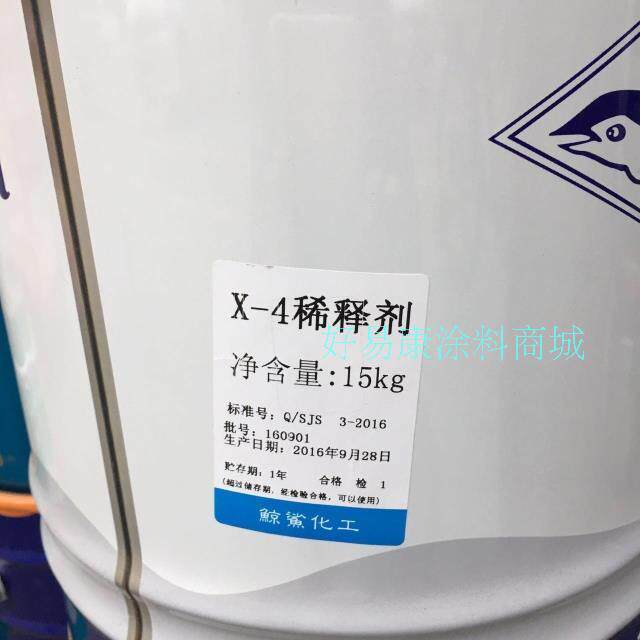 X-4稀释剂
好易康涂料商城
净含量:15kg
标准号: Q/SJS 3-2016
批号: 160901
生产日期: 2016年9月28日
贮存期: 1年 合格 检 1
(超过储存期, 经检验合格, 可以使用)
鲸鲨化工